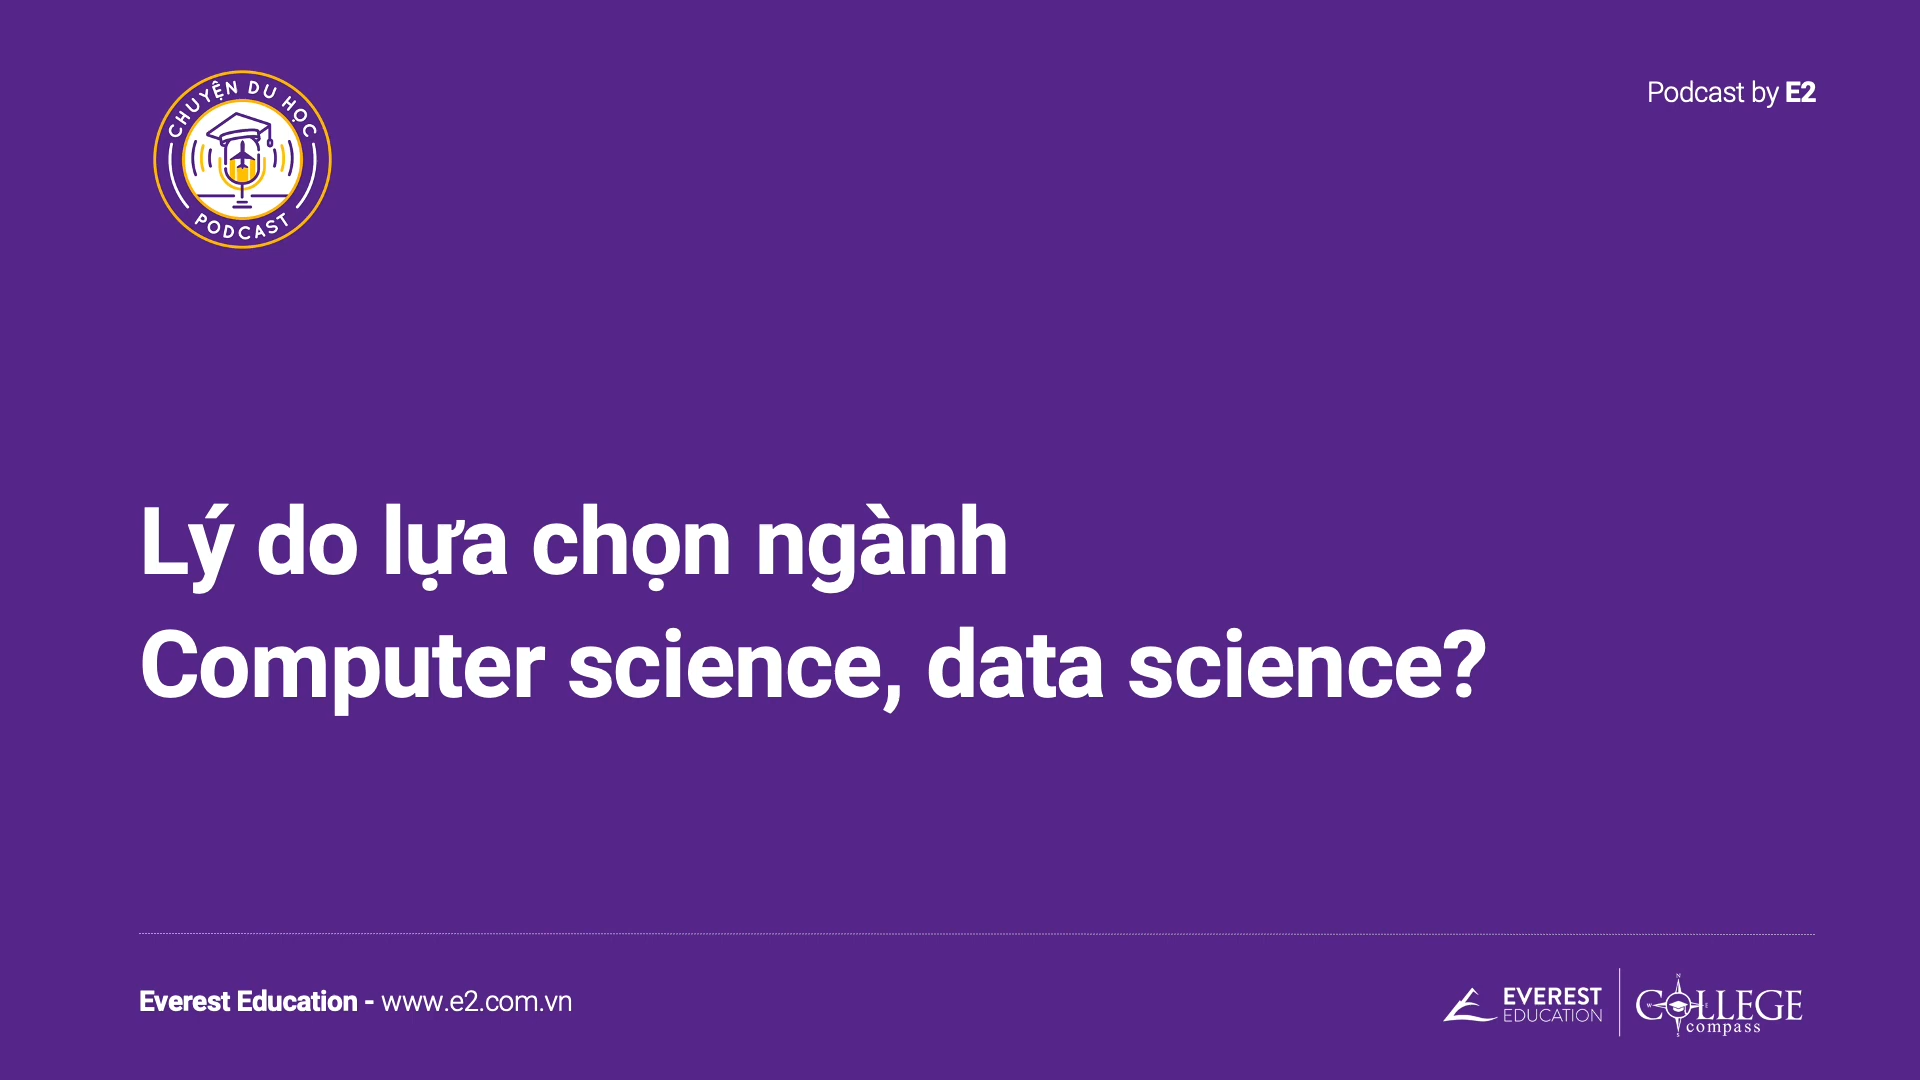 CHUYỆN DU HỌC
PODCAST
Podcast by E2
Lý do lựa chọn ngành
Computer science, data science?
Everest Education - www.e2.com.vn
EVEREST
EDUCATION
COLLEGE
compass
N
W
E
S